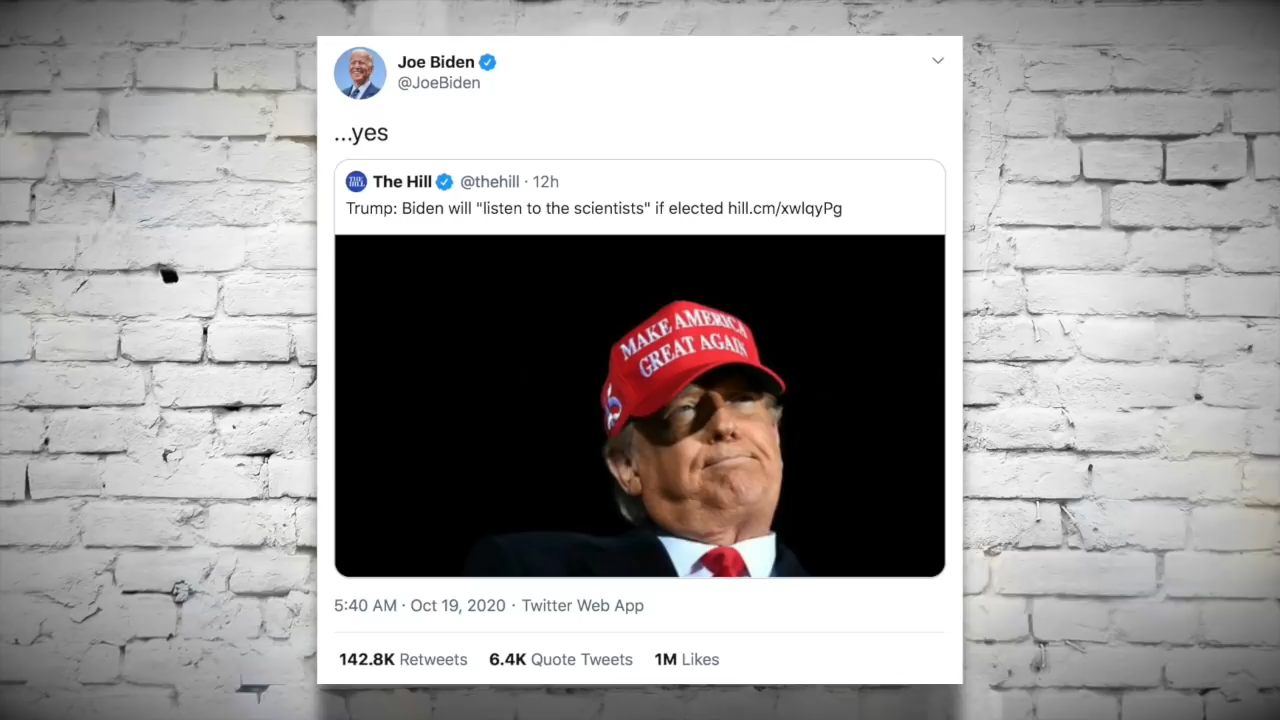 Joe Biden
@JoeBiden
...yes
THE HILL
The Hill @thehill · 12h
Trump: Biden will "listen to the scientists" if elected hill.cm/xwlqyPg
MAKE AMERICA
GREAT AGAIN
5:40 AM · Oct 19, 2020 · Twitter Web App
142.8K Retweets 6.4K Quote Tweets 1M Likes